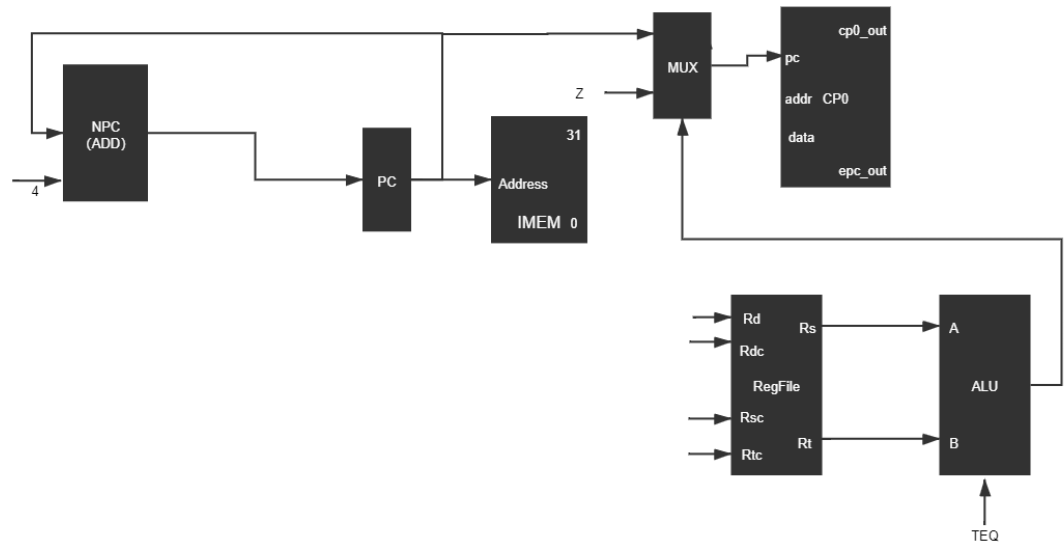 NPC
(ADD)
4
PC
31
Address
IMEM 0
Z
MUX
cp0_out
pc
addr CP0
data
epc_out
Rd
Rs
Rdc
RegFile
Rsc
Rt
Rtc
A
ALU
B
TEQ